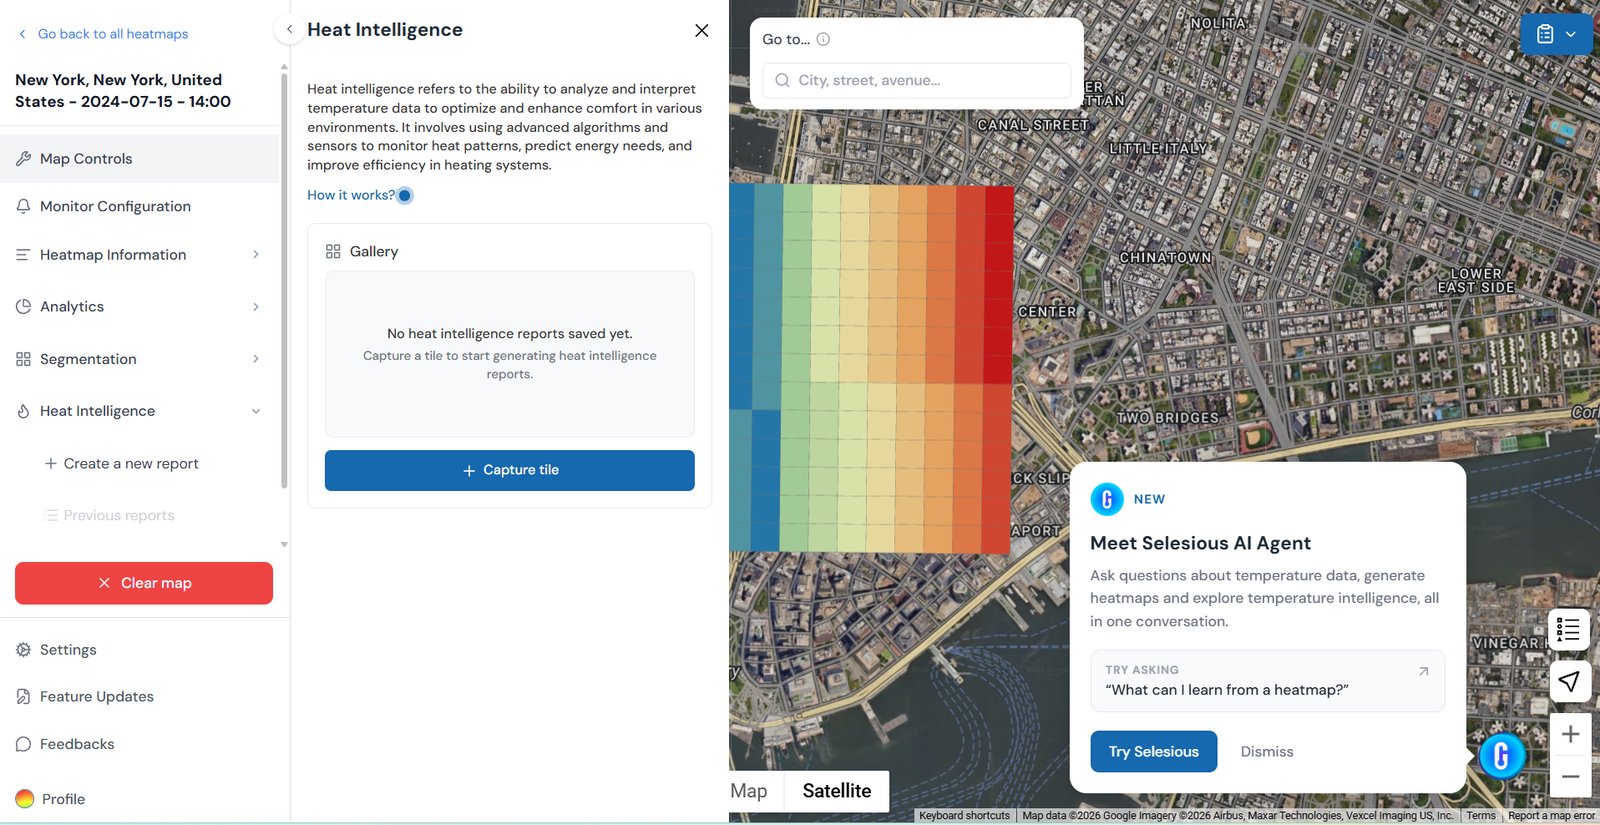 Go back to all heatmaps
New York, New York, United
States - 2024-07-15 - 14:00
Map Controls
Monitor Configuration
Heatmap Information
Analytics
Segmentation
Heat Intelligence
Create a new report
Previous reports
Clear map
Settings
Feature Updates
Feedbacks
Profile
Heat Intelligence
Heat intelligence refers to the ability to analyze and interpret
temperature data to optimize and enhance comfort in various
environments. It involves using advanced algorithms and
sensors to monitor heat patterns, predict energy needs, and
improve efficiency in heating systems.
How it works?
Gallery
No heat intelligence reports saved yet.
Capture a tile to start generating heat intelligence
reports.
+ Capture tile
Go to...
City, street, avenue...
NOLITA
CANAL STREET
LITTLE ITALY
CHINATOWN
LOWER
EAST SIDE
CENTER
TWO BRIDGES
NEW
Meet Selesious AI Agent
Ask questions about temperature data, generate
heatmaps and explore temperature intelligence, all
in one conversation.
TRY ASKING
“What can I learn from a heatmap?”
Try Selesious
Dismiss
Map
Satellite
Keyboard shortcuts
Map data ©2026 Google Imagery ©2026 Airbus, Maxar Technologies, Vexcel Imaging US, Inc.
Terms
Report a map error